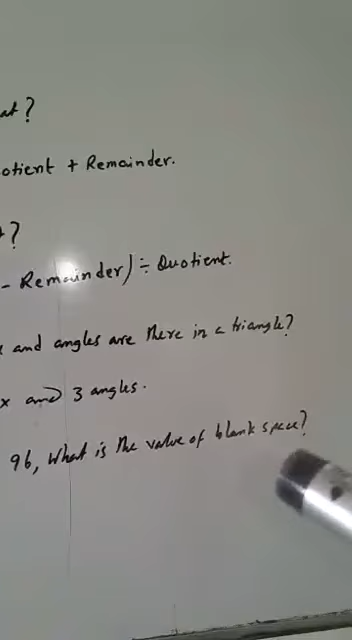 at?
otient + Remainder.
?
- Remainder) ÷ Quotient.
x and angles are there in a triangle?
x and 3 angles.
96, What is the value of blank space?